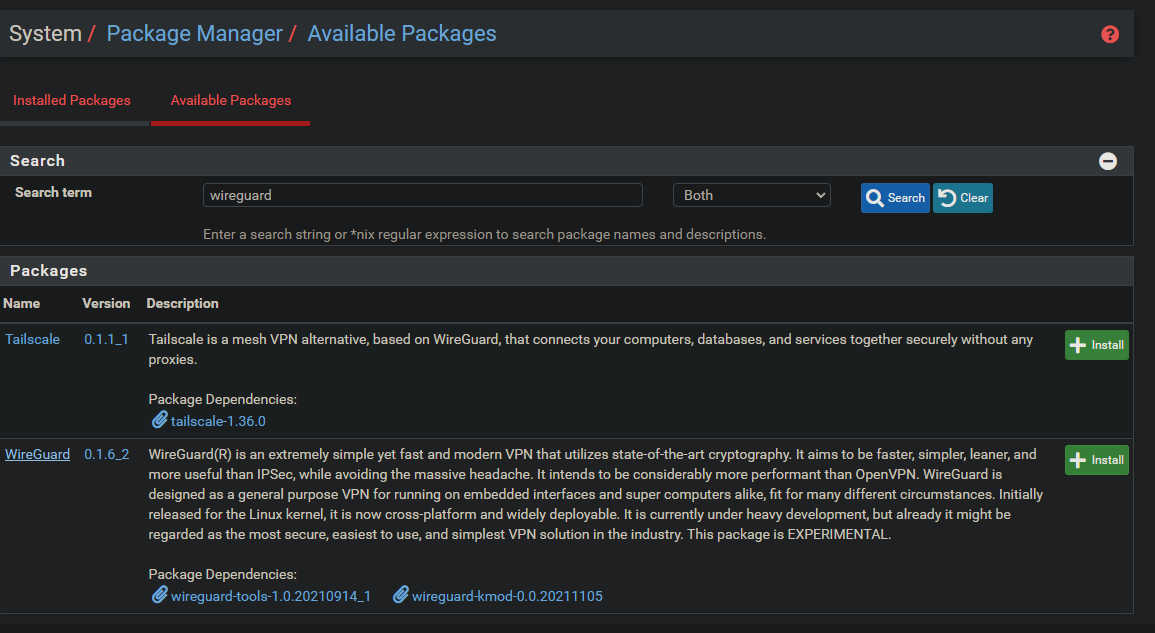 System / Package Manager / Available Packages
Installed Packages Available Packages
Search
Search term wireguard Both Search Clear
Enter a search string or *nix regular expression to search package names and descriptions.
Packages
Name Version Description
Tailscale 0.1.1_1 Tailscale is a mesh VPN alternative, based on WireGuard, that connects your computers, databases, and services together securely without any Install
proxies.
Package Dependencies:
tailscale-1.36.0
WireGuard 0.1.6_2 WireGuard(R) is an extremely simple yet fast and modern VPN that utilizes state-of-the-art cryptography. It aims to be faster, simpler, leaner, and Install
more useful than IPSec, while avoiding the massive headache. It intends to be considerably more performant than OpenVPN. WireGuard is
designed as a general purpose VPN for running on embedded interfaces and super computers alike, fit for many different circumstances. Initially
released for the Linux kernel, it is now cross-platform and widely deployable. It is currently under heavy development, but already it might be
regarded as the most secure, easiest to use, and simplest VPN solution in the industry. This package is EXPERIMENTAL.
Package Dependencies:
wireguard-tools-1.0.20210914_1 wireguard-kmod-0.0.20211105